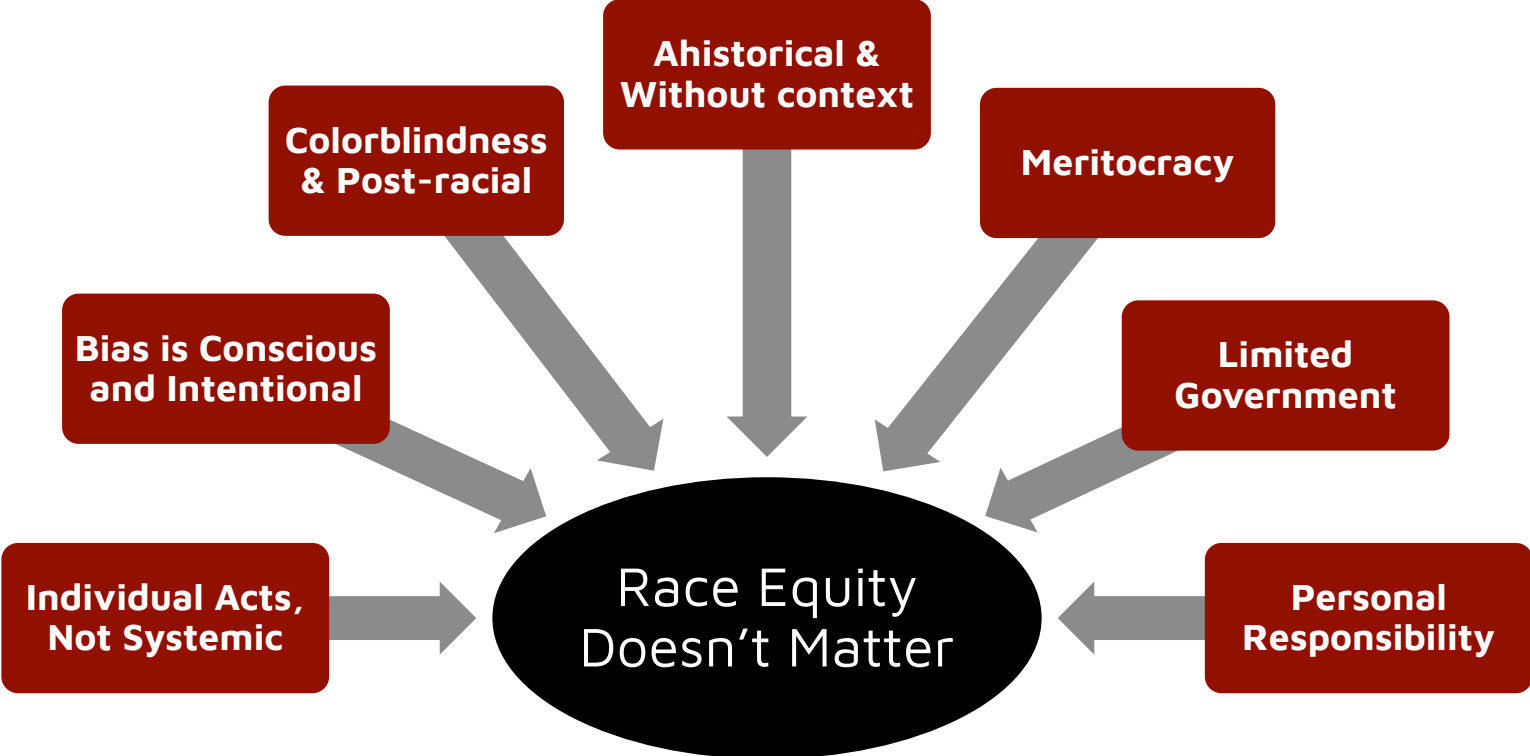 Ahistorical &
Without context
Colorblindness
& Post-racial
Meritocracy
Bias is Conscious
and Intentional
Limited
Government
Individual Acts,
Not Systemic
Race Equity
Doesn’t Matter
Personal
Responsibility